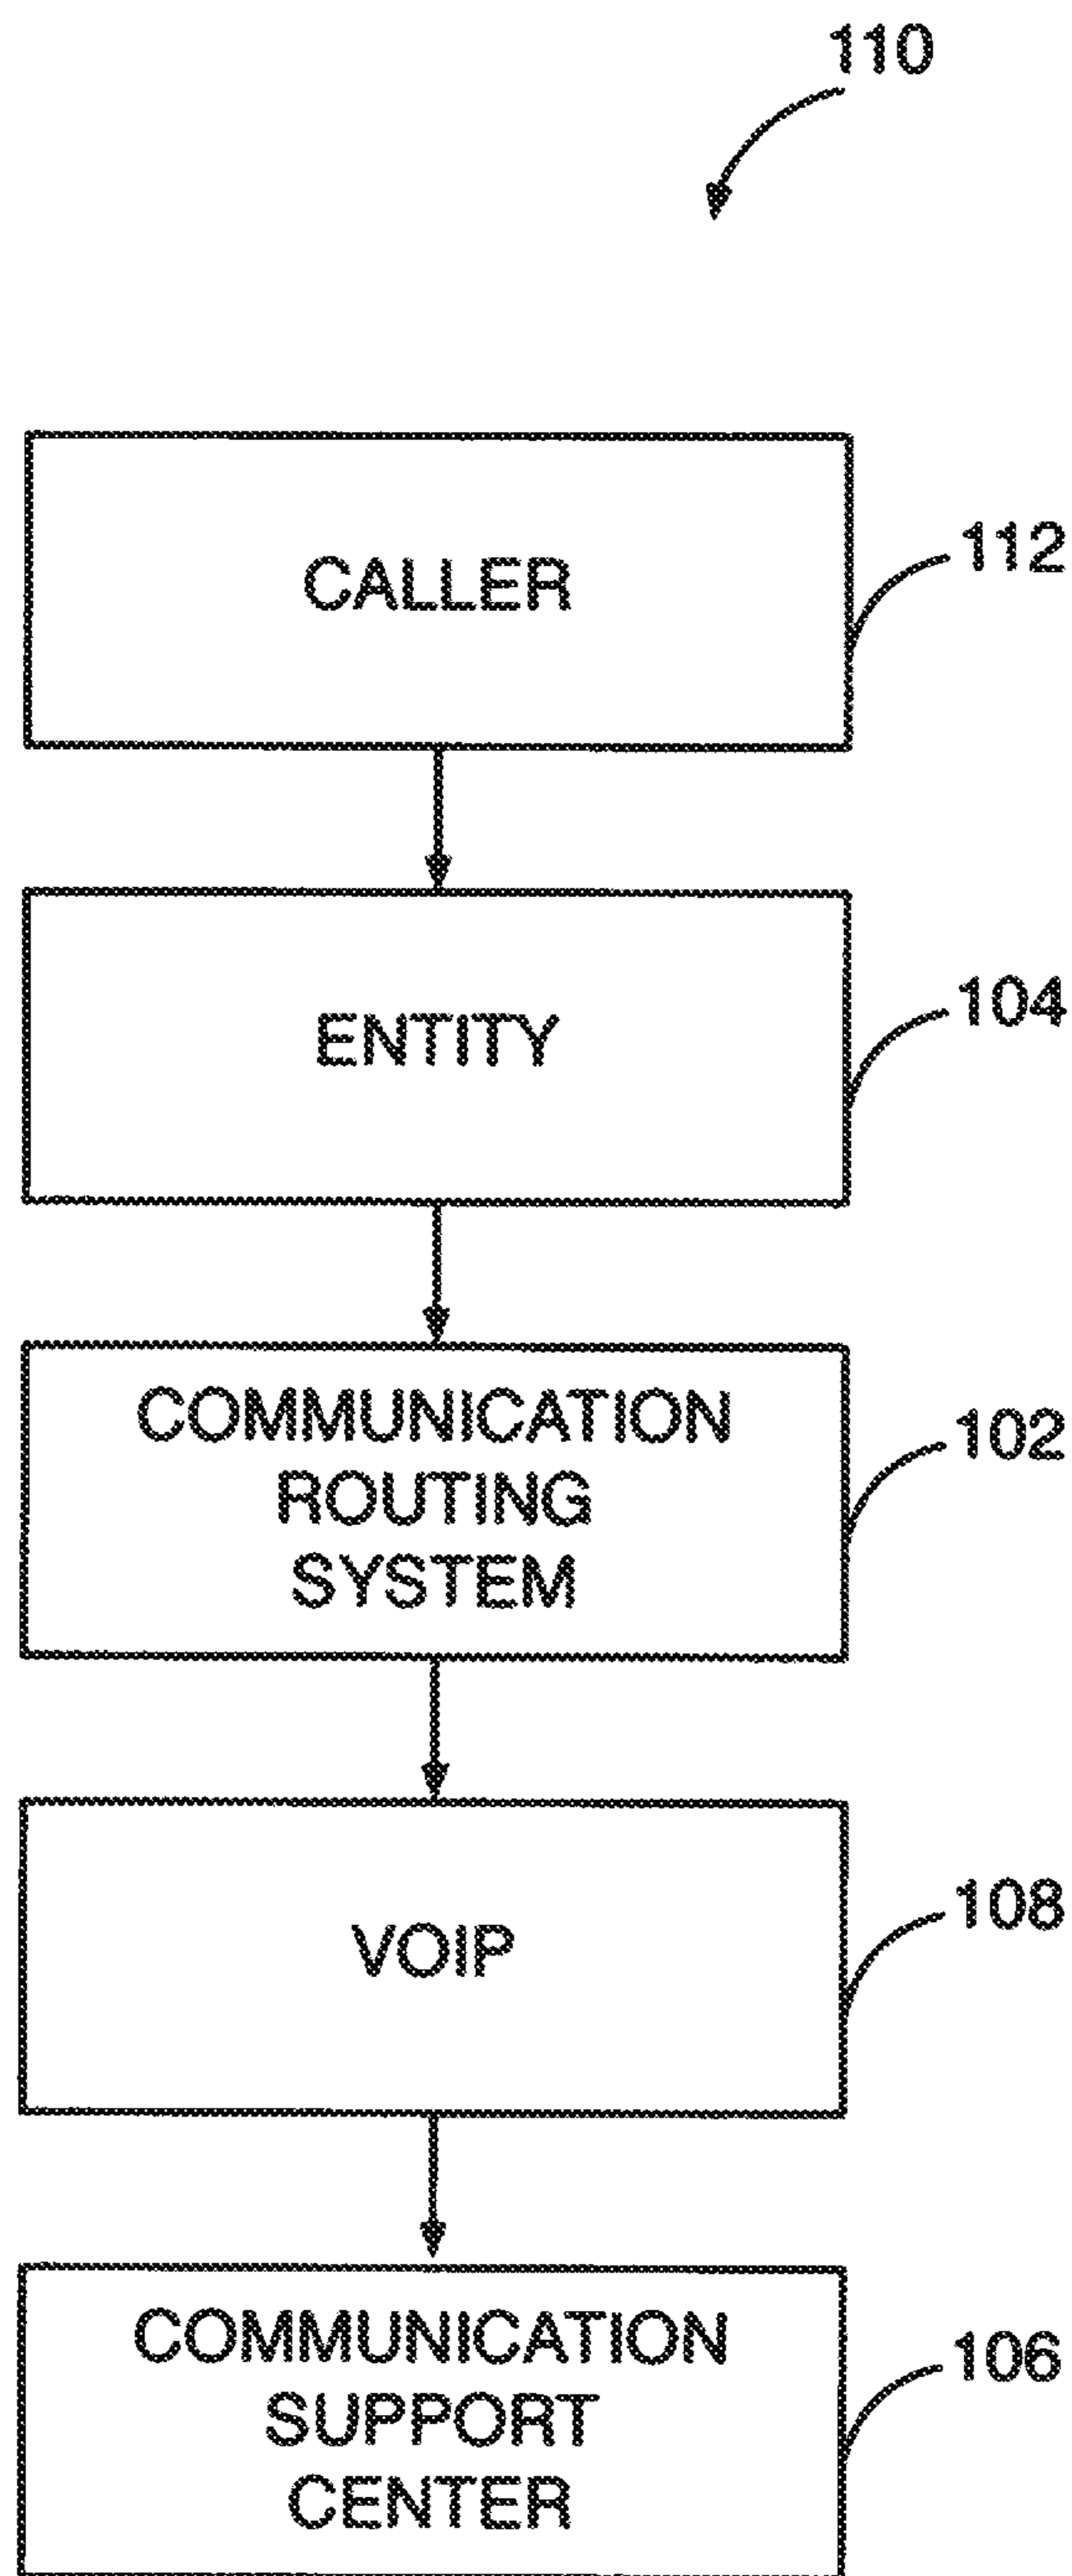 110
CALLER
112
ENTITY
104
COMMUNICATION
ROUTING
SYSTEM
102
VOIP
108
COMMUNICATION
SUPPORT
CENTER
106